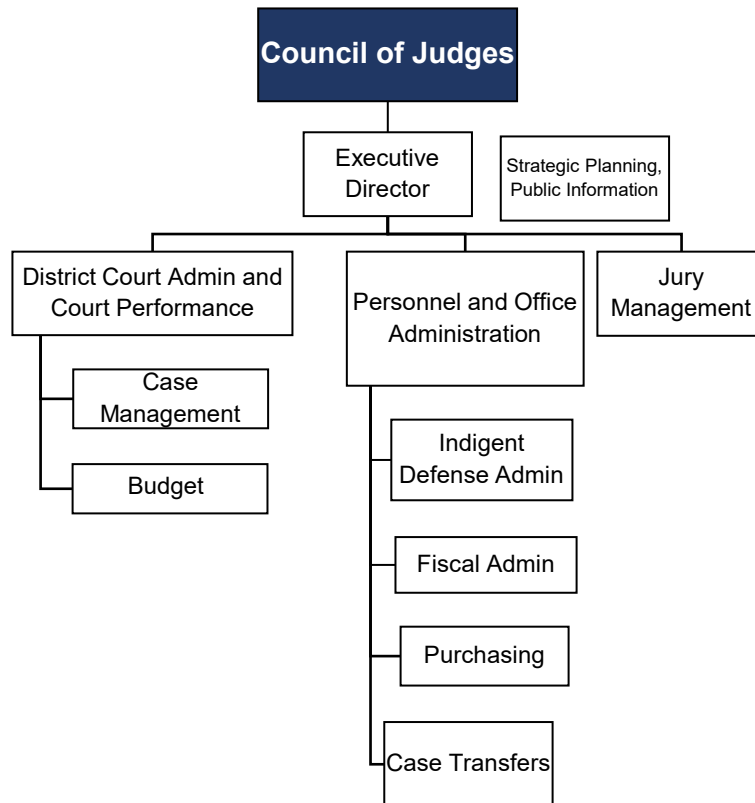 Council of Judges
Executive
Director
Strategic Planning,
Public Information
District Court Admin and
Court Performance
Personnel and Office
Administration
Jury
Management
Case
Management
Budget
Indigent
Defense Admin
Fiscal Admin
Purchasing
Case Transfers